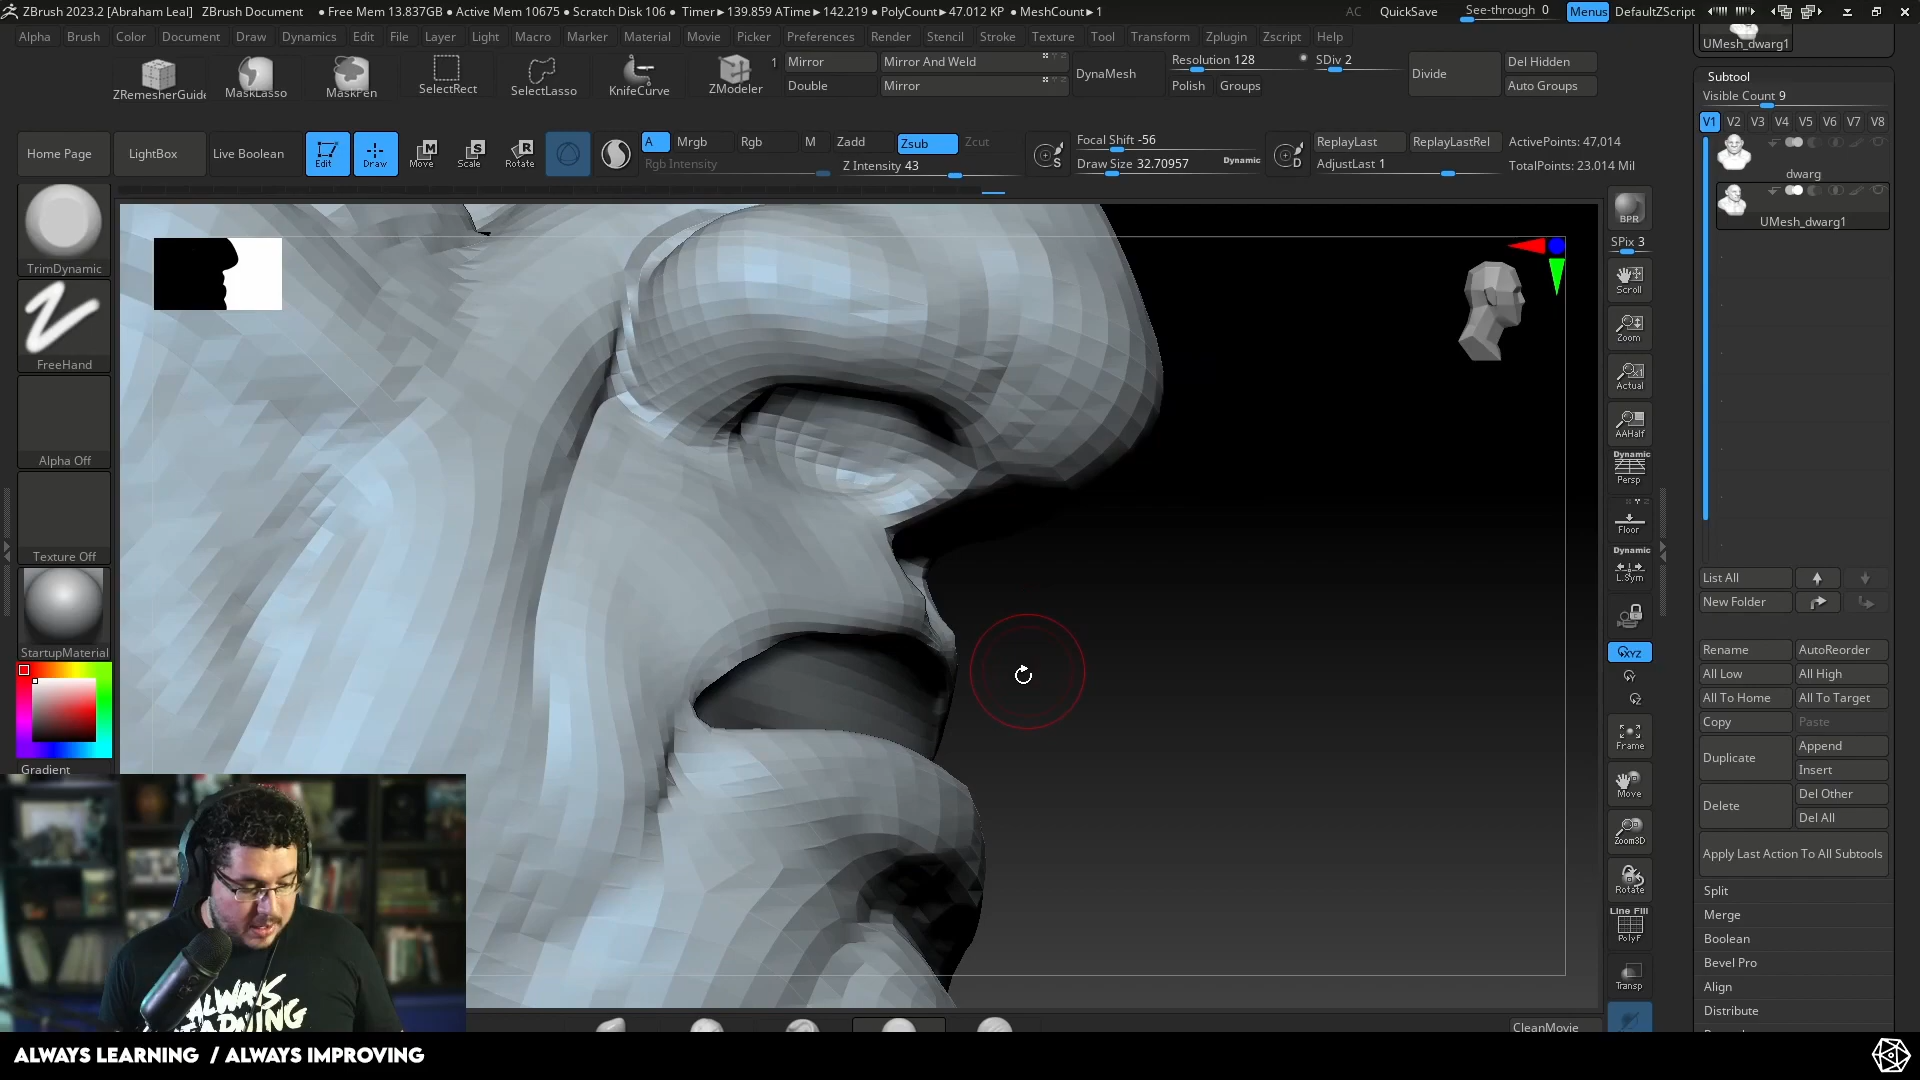 ZBrush 2023.2 [Abraham Leal] ZBrush Document ● Free Mem 13.837GB ● Active Mem 10675 ● Scratch Disk 106 ● Timer►139.859 ATime►142.219 ● PolyCount►47.012 KP ● MeshCount►1 AC QuickSave See-through 0 Menus DefaultZScript
Alpha Brush Color Document Draw Dynamics Edit File Layer Light Macro Marker Material Movie Picker Preferences Render Stencil Stroke Texture Tool Transform Zplugin Zscript Help
ZRemesherGuide MaskLasso MaskPen SelectRect SelectLasso KnifeCurve ZModeler 1
Mirror Mirror And Weld
Double Mirror
DynaMesh
Resolution 128
Polish Groups
SDiv 2
Divide
Del Hidden
Auto Groups
Home Page LightBox Live Boolean Edit Draw Move Scale Rotate
A Mrgb Rgb M Zadd Zsub Zcut
Rgb Intensity Z Intensity 43
Focal Shift -56
Draw Size 32.70957 Dynamic
ReplayLast ReplayLastRel ActivePoints: 47,014
AdjustLast 1 TotalPoints: 23.014 Mil
TrimDynamic
FreeHand
Alpha Off
Texture Off
StartupMaterial
Gradient
BPR
SPix 3
Scroll
Zoom
Actual
AAHalf
Dynamic
Persp
Floor
Dynamic
L.Sym
XYZ
Frame
Move
Zoom3D
Rotate
Line Fill
PolyF
Transp
UMesh_dwarg1
Subtool
Visible Count 9
V1 V2 V3 V4 V5 V6 V7 V8
dwarg
UMesh_dwarg1
List All
New Folder
Rename AutoReorder
All Low All High
All To Home All To Target
Copy Paste
Duplicate Append
Insert
Delete Del Other
Del All
Apply Last Action To All Subtools
Split
Merge
Boolean
Bevel Pro
Align
Distribute
CleanMovie
ALWAYS
LEARNING
ALWAYS LEARNING / ALWAYS IMPROVING